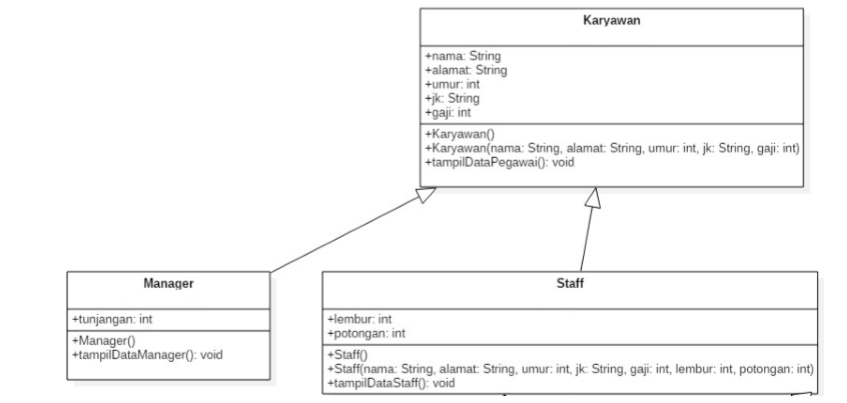 Karyawan
+nama: String
+alamat: String
+umur: int
+jk: String
+gaji: int
+Karyawan()
+Karyawan(nama: String, alamat: String, umur: int, jk: String, gaji: int)
+tampilDataPegawai(): void
Manager
+tunjangan: int
+Manager()
+tampilDataManager(): void
Staff
+lembur: int
+potongan: int
+Staff()
+Staff(nama: String, alamat: String, umur: int, jk: String, gaji: int, lembur: int, potongan: int)
+tampilDataStaff(): void